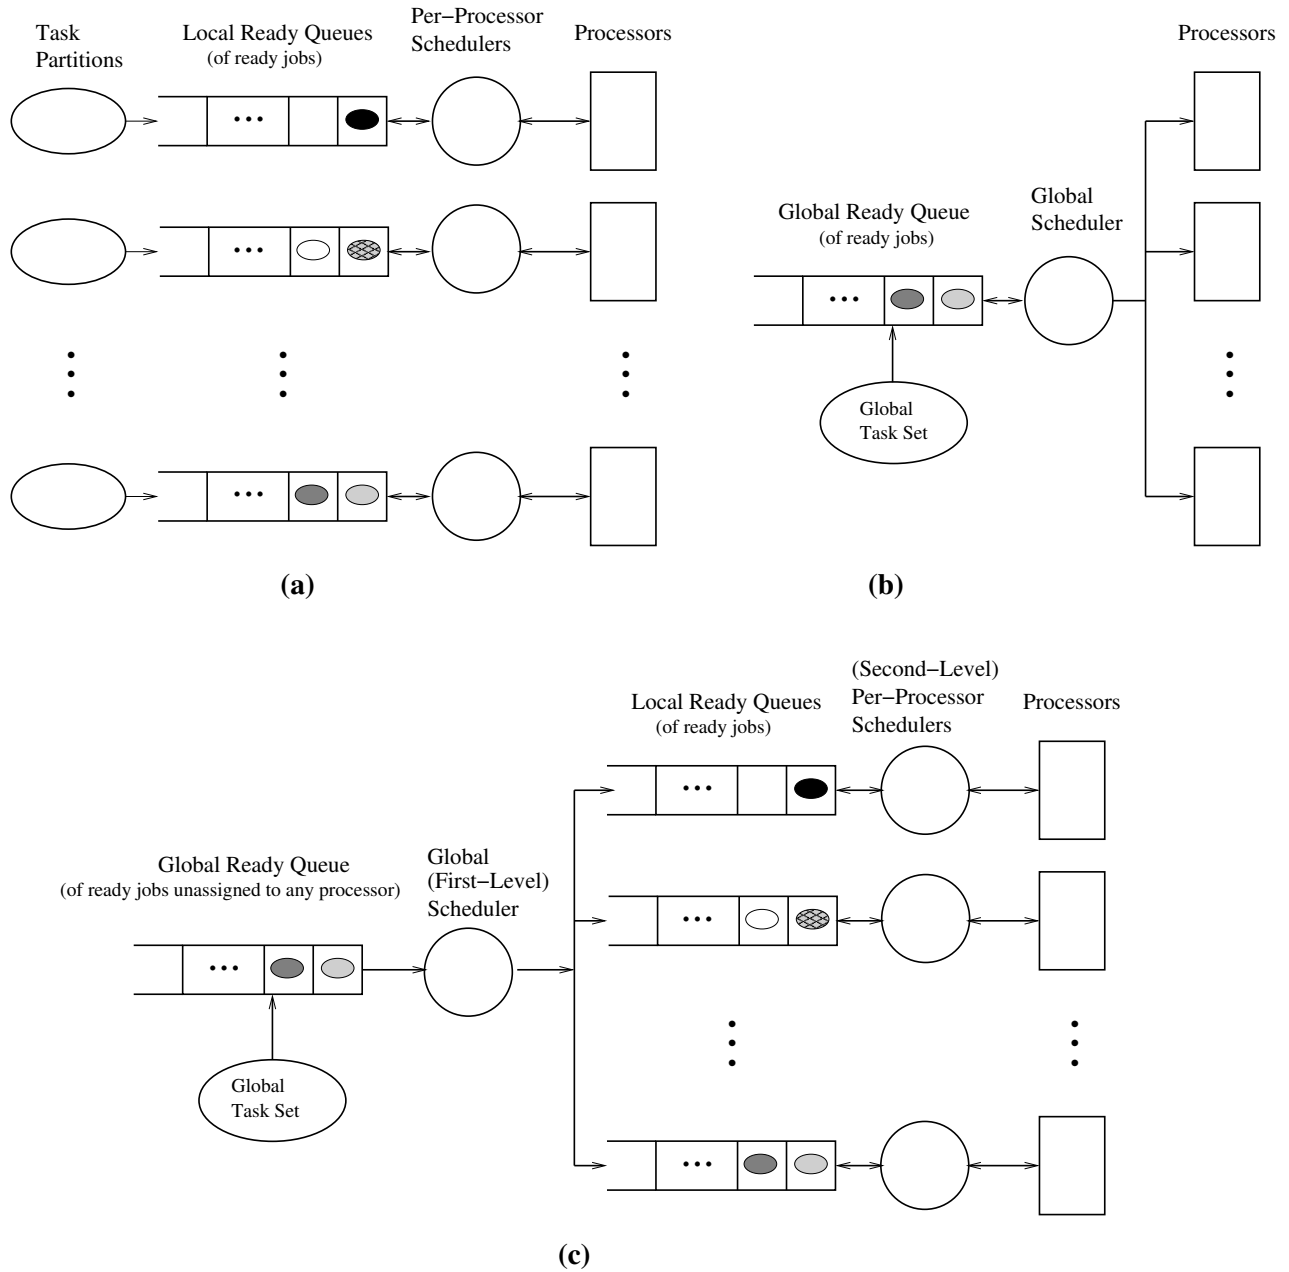 Task
Partitions
Local Ready Queues
(of ready jobs)
Per−Processor
Schedulers
Processors
(a)
Processors
Global
Scheduler
Global Ready Queue
(of ready jobs)
Global
Task Set
(b)
(Second−Level)
Per−Processor
Schedulers
Local Ready Queues
(of ready jobs)
Processors
Global Ready Queue
(of ready jobs unassigned to any processor)
Global
(First−Level)
Scheduler
Global
Task Set
(c)